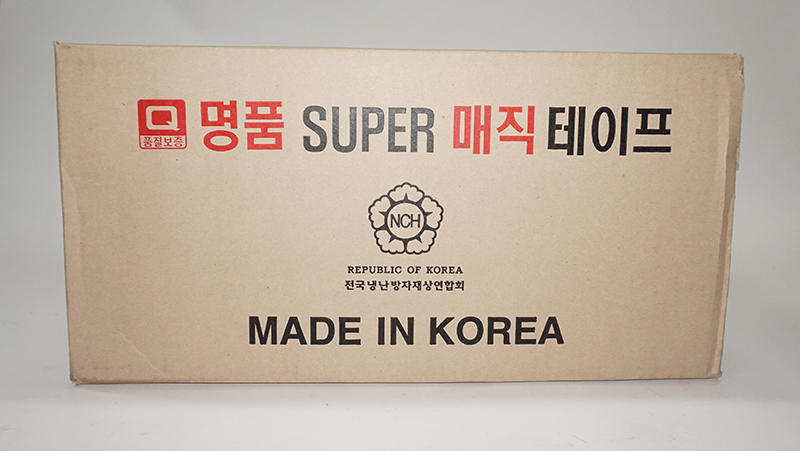 Q 명품 SUPER 매직 테이프
품질보증
NCH
REPUBLIC OF KOREA
전국냉난방자재상연합회
MADE IN KOREA